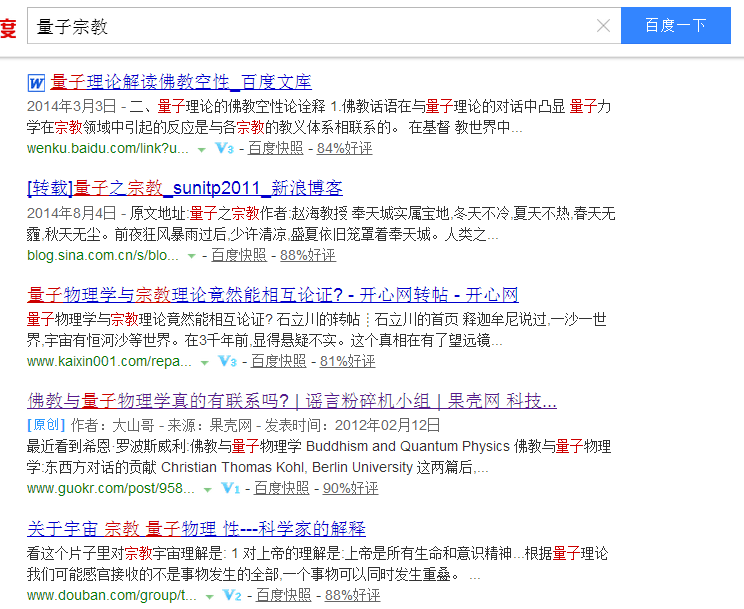 度 量子宗教 百度一下
量子理论解读佛教空性_百度文库
2014年3月3日 - 二、量子理论的佛教空性论诠释 1.佛教话语在与量子理论的对话中凸显 量子力
学在宗教领域中引起的反应是与各宗教的教义体系相联系的。 在基督 教世界中...
wenku.baidu.com/link?u... V3 - 百度快照 - 84%好评
[转载]量子之宗教_sunitp2011_新浪博客
2014年8月4日 - 原文地址:量子之宗教作者:赵海教授 奉天城实属宝地,冬天不冷,夏天不热,春天无
霾,秋天无尘。前夜狂风暴雨过后,少许清凉,盛夏依旧笼罩着奉天城。人类之...
blog.sina.com.cn/s/blo... - 百度快照 - 88%好评
量子物理学与宗教理论竟然能相互论证? - 开心网转帖 - 开心网
量子物理学与宗教理论竟然能相互论证? 石立川的转帖┊石立川的首页 释迦牟尼说过,一沙一世
界,宇宙有恒河沙等世界。在3千年前,显得悬疑不实。这个真相在有了望远镜...
www.kaixin001.com/repa... V3 - 百度快照 - 81%好评
佛教与量子物理学真的有联系吗? | 谣言粉碎机小组 | 果壳网 科技...
[原创] 作者：大山哥 - 来源：果壳网 - 发表时间：2012年02月12日
最近看到希恩·罗波斯威利:佛教与量子物理学 Buddhism and Quantum Physics 佛教与量子物理
学:东西方对话的贡献 Christian Thomas Kohl, Berlin University 这两篇后,...
www.guokr.com/post/958... V1 - 百度快照 - 90%好评
关于宇宙 宗教 量子物理 性---科学家的解释
看这个片子里对宗教宇宙理解是: 1 对上帝的理解是:上帝是所有生命和意识精神...根据量子理论
我们可能感官接收的不是事物发生的全部,一个事物可以同时发生重叠。 ...
www.douban.com/group/t... V2 - 百度快照 - 88%好评